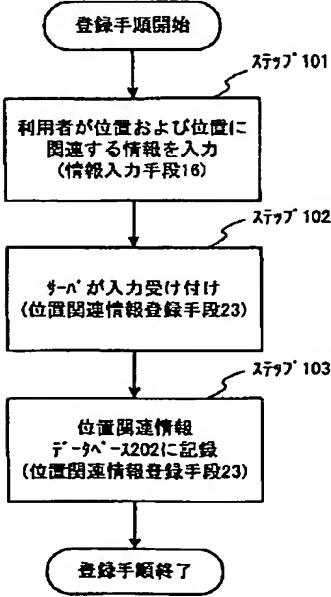 登録手順開始
ステップ101
利用者が位置および位置に
関連する情報を入力
(情報入力手段16)
ステップ102
サーバが入力受け付け
(位置関連情報登録手段23)
ステップ103
位置関連情報
データベース202に記録
(位置関連情報登録手段23)
登録手順終了